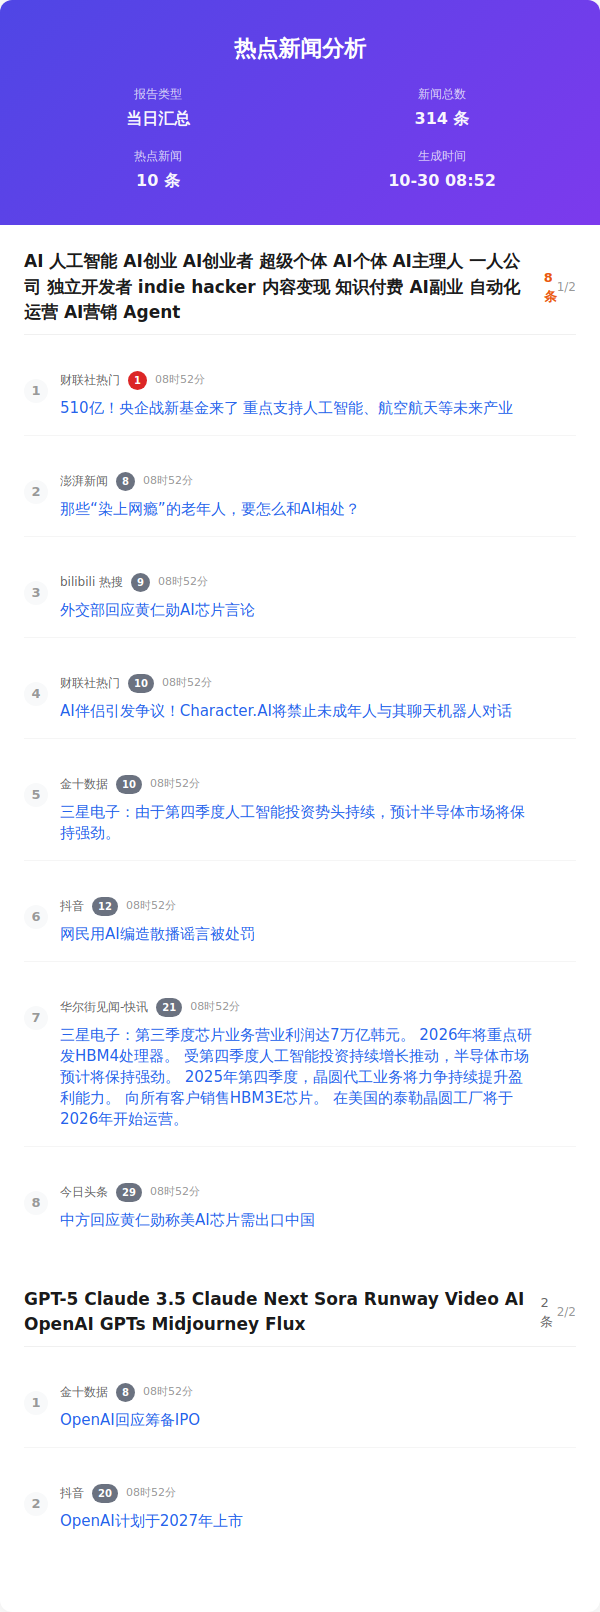 热点新闻分析
报告类型
当日汇总
新闻总数
314 条
热点新闻
10 条
生成时间
10-30 08:52
AI 人工智能 AI创业 AI创业者 超级个体 AI个体 AI主理人 一人公
司 独立开发者 indie hacker 内容变现 知识付费 AI副业 自动化
运营 AI营销 Agent
8
条
1/2
1
财联社热门 1 08时52分
510亿！央企战新基金来了 重点支持人工智能、航空航天等未来产业
2
澎湃新闻 8 08时52分
那些“染上网瘾”的老年人，要怎么和AI相处？
3
bilibili 热搜 9 08时52分
外交部回应黄仁勋AI芯片言论
4
财联社热门 10 08时52分
AI伴侣引发争议！Character.AI将禁止未成年人与其聊天机器人对话
5
金十数据 10 08时52分
三星电子：由于第四季度人工智能投资势头持续，预计半导体市场将保
持强劲。
6
抖音 12 08时52分
网民用AI编造散播谣言被处罚
7
华尔街见闻-快讯 21 08时52分
三星电子：第三季度芯片业务营业利润达7万亿韩元。 2026年将重点研
发HBM4处理器。 受第四季度人工智能投资持续增长推动，半导体市场
预计将保持强劲。 2025年第四季度，晶圆代工业务将力争持续提升盈
利能力。 向所有客户销售HBM3E芯片。 在美国的泰勒晶圆工厂将于
2026年开始运营。
8
今日头条 29 08时52分
中方回应黄仁勋称美AI芯片需出口中国
GPT-5 Claude 3.5 Claude Next Sora Runway Video AI
OpenAI GPTs Midjourney Flux
2
条
2/2
1
金十数据 8 08时52分
OpenAI回应筹备IPO
2
抖音 20 08时52分
OpenAI计划于2027年上市